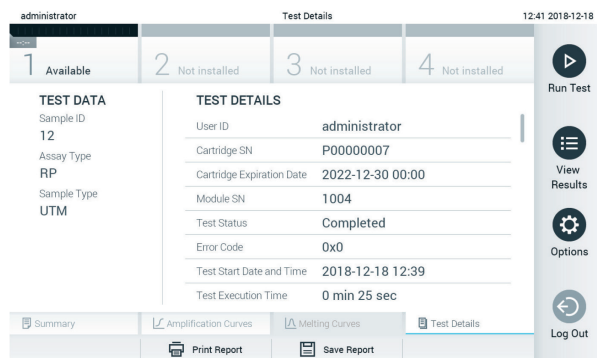 administrator Test Details 12:41 2018-12-18
--:--
1 Available 2 Not installed 3 Not installed 4 Not installed
Run Test
TEST DATA
Sample ID
12
Assay Type
RP
Sample Type
UTM
TEST DETAILS
User ID administrator
Cartridge SN P00000007
Cartridge Expiration Date 2022-12-30 00:00
Module SN 1004
Test Status Completed
Error Code 0x0
Test Start Date and Time 2018-12-18 12:39
Test Execution Time 0 min 25 sec
View
Results
Options
Log Out
Summary Amplification Curves Melting Curves Test Details
Print Report Save Report